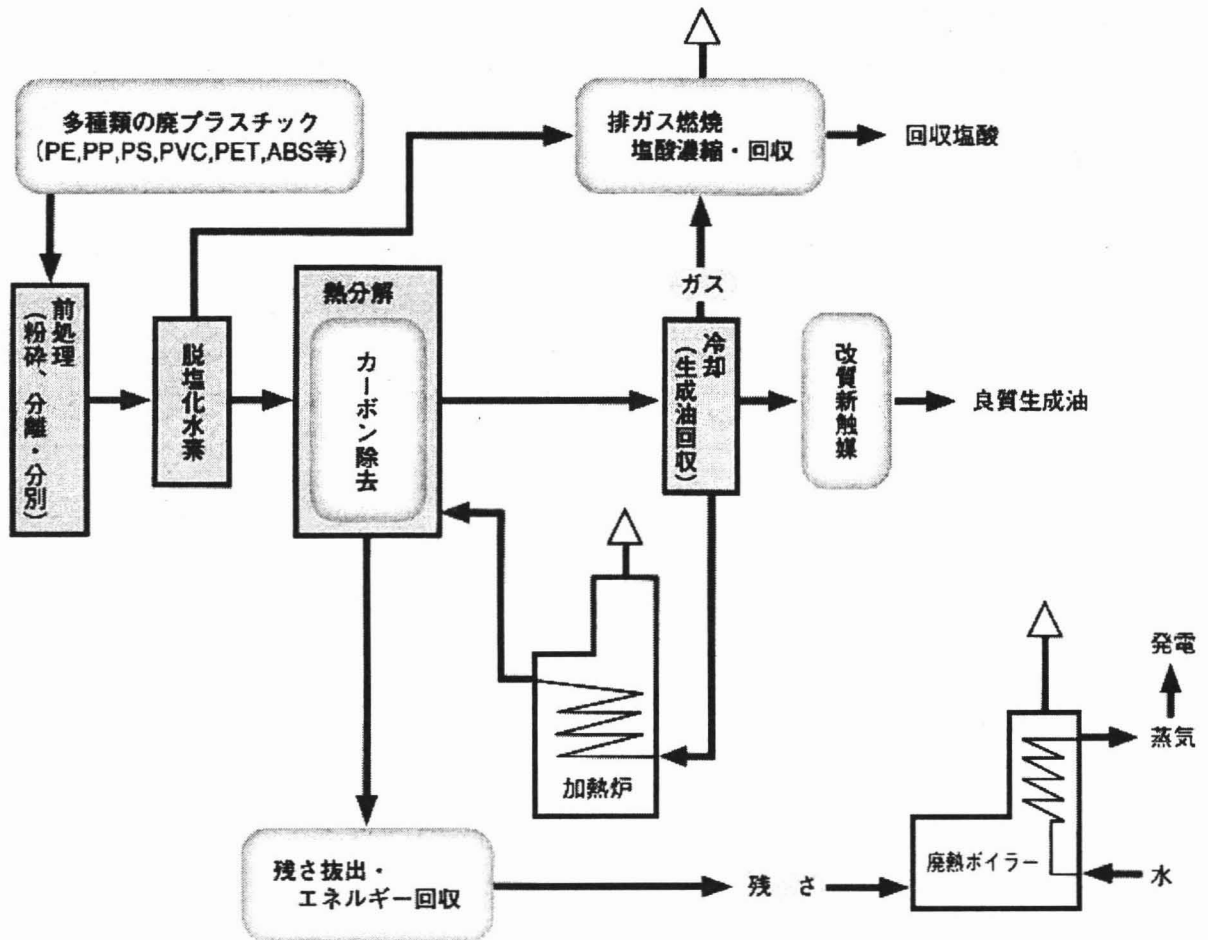 多種類の廃プラスチック
(PE,PP,PS,PVC,PET,ABS等)
排ガス燃焼
塩酸濃縮・回収
回収塩酸
ガス
前処理
(粉砕、分離・分別)
脱塩化水素
熱分解
カーボン除去
冷却
(生成油回収)
改質新触媒
良質生成油
加熱炉
発電
蒸気
廃熱ボイラー
水
残さ抜出・
エネルギー回収
残 さ